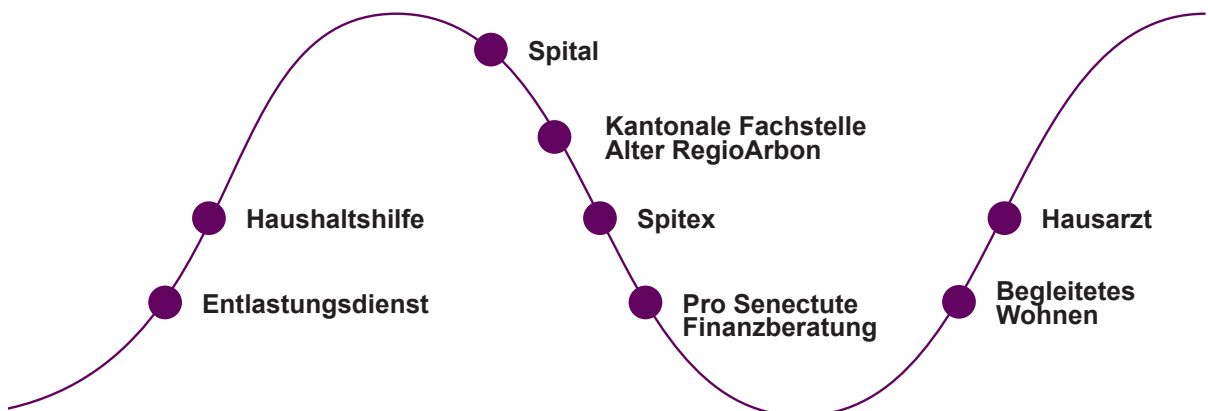 Spital
Kantonale Fachstelle
Alter RegioArbon
Haushaltshilfe
Spitex
Hausarzt
Entlastungsdienst
Pro Senectute
Finanzberatung
Begleitetes
Wohnen